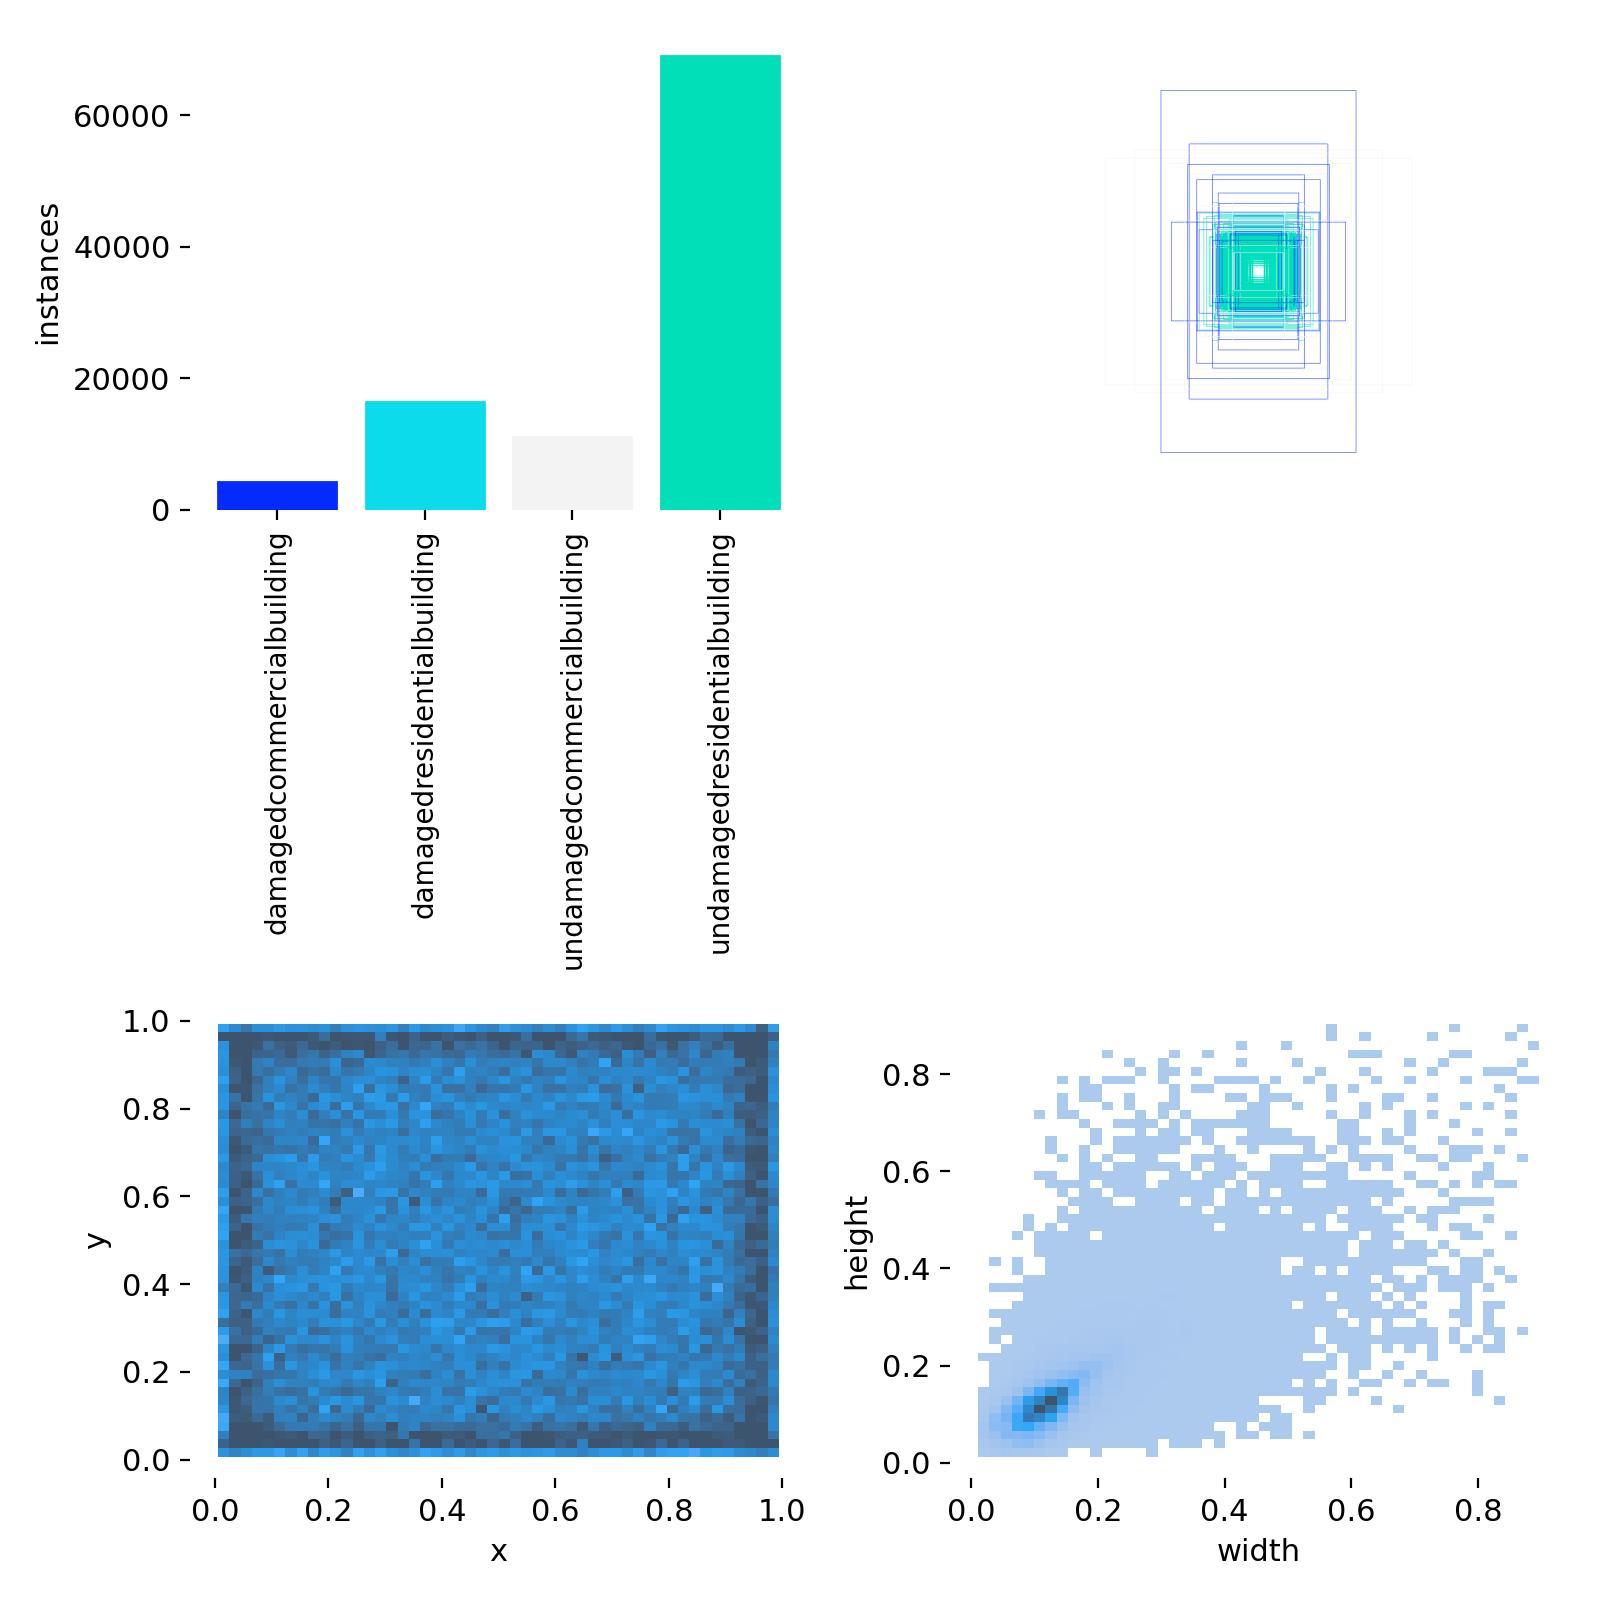 60000
40000
20000
0
instances
damagedcommercialbuilding
damagedresidentialbuilding
undamagedcommercialbuilding
undamagedresidentialbuilding
1.0
0.8
0.6
0.4
0.2
0.0
y
0.0 0.2 0.4 0.6 0.8 1.0
x
0.8
0.6
0.4
0.2
0.0
height
0.0 0.2 0.4 0.6 0.8
width